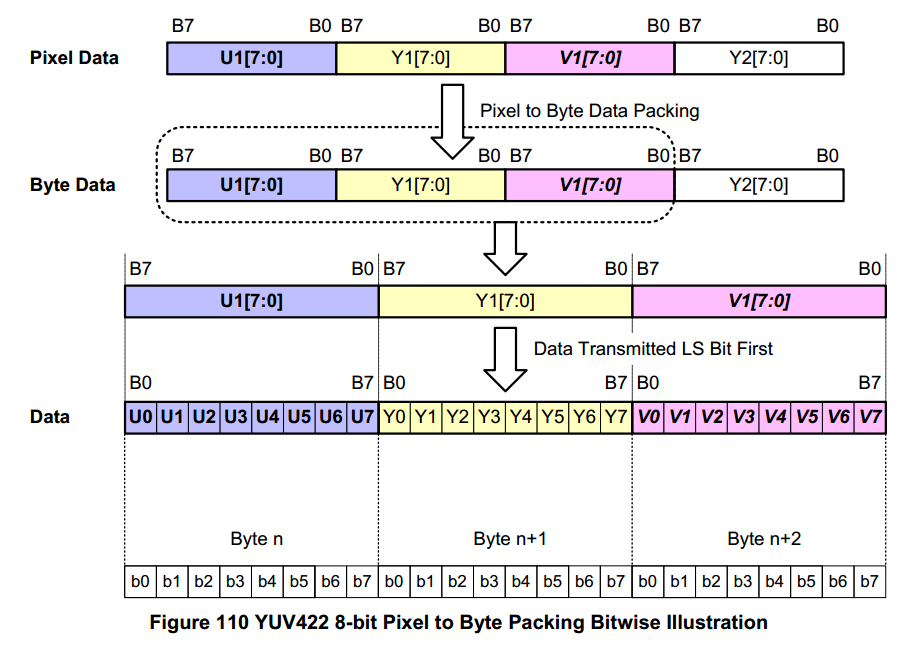 B7 B0 B7 B0 B7 B0 B7 B0
Pixel Data U1[7:0] Y1[7:0] V1[7:0] Y2[7:0]
Pixel to Byte Data Packing
B7 B0 B7 B0 B7 B0 B7 B0
Byte Data U1[7:0] Y1[7:0] V1[7:0] Y2[7:0]
B7 B0 B7 B0 B7 B0
U1[7:0] Y1[7:0] V1[7:0]
Data Transmitted LS Bit First
B0 B7 B0 B7 B0 B7
Data U0 U1 U2 U3 U4 U5 U6 U7 Y0 Y1 Y2 Y3 Y4 Y5 Y6 Y7 V0 V1 V2 V3 V4 V5 V6 V7
Byte n Byte n+1 Byte n+2
b0 b1 b2 b3 b4 b5 b6 b7 b0 b1 b2 b3 b4 b5 b6 b7 b0 b1 b2 b3 b4 b5 b6 b7
Figure 110 YUV422 8-bit Pixel to Byte Packing Bitwise Illustration